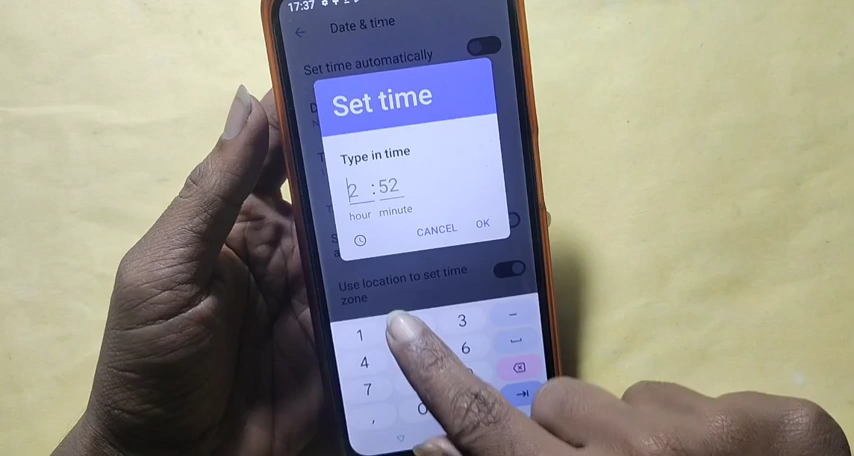 17:37
Date & time
Set time automatically
Set time
Type in time
2 : 52
hour minute
CANCEL OK
Use location to set time
zone
1 3 –
4 6
7
,